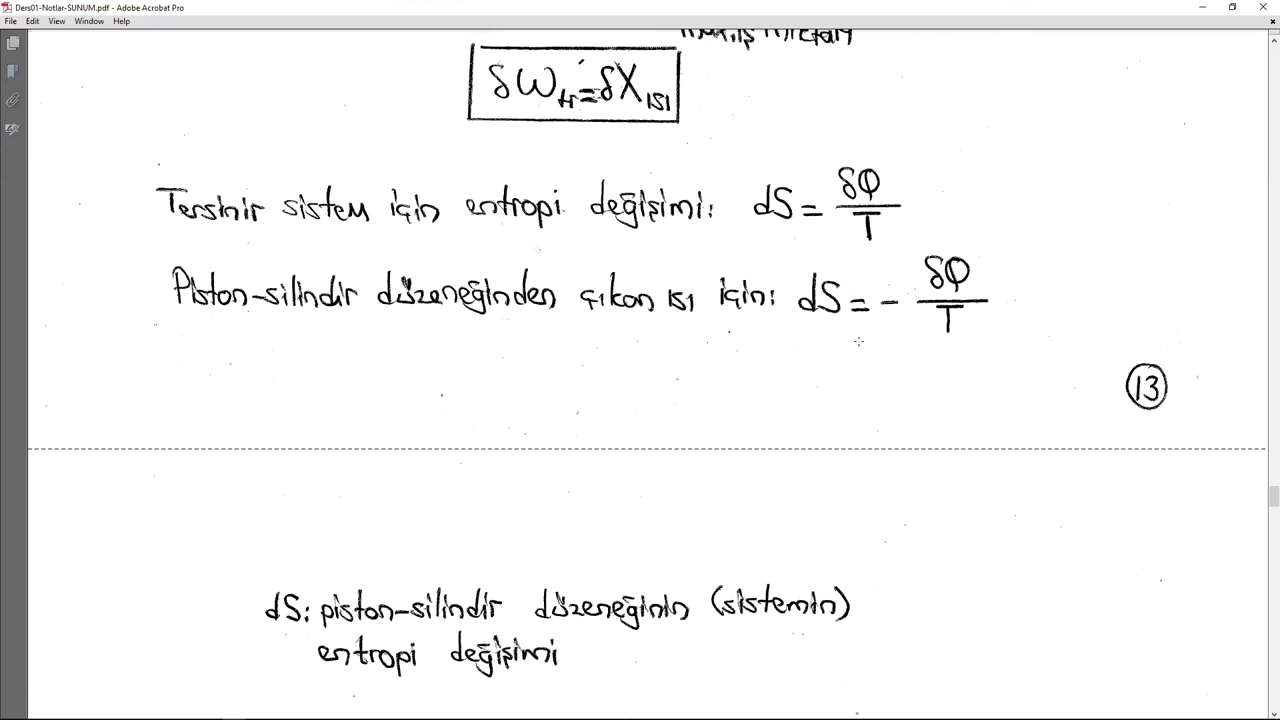 Ders01-Notlar-SUNUM.pdf - Adobe Acrobat Pro
File Edit View Window Help
δW_tr = δX_ısı
Tersinir sistem için entropi değişimi: dS = δQ / T
Piston-silindir düzeneğinden çıkan ısı için: dS = - δQ / T
13
dS: piston-silindir düzeneğinin (sistemin)
entropi değişimi